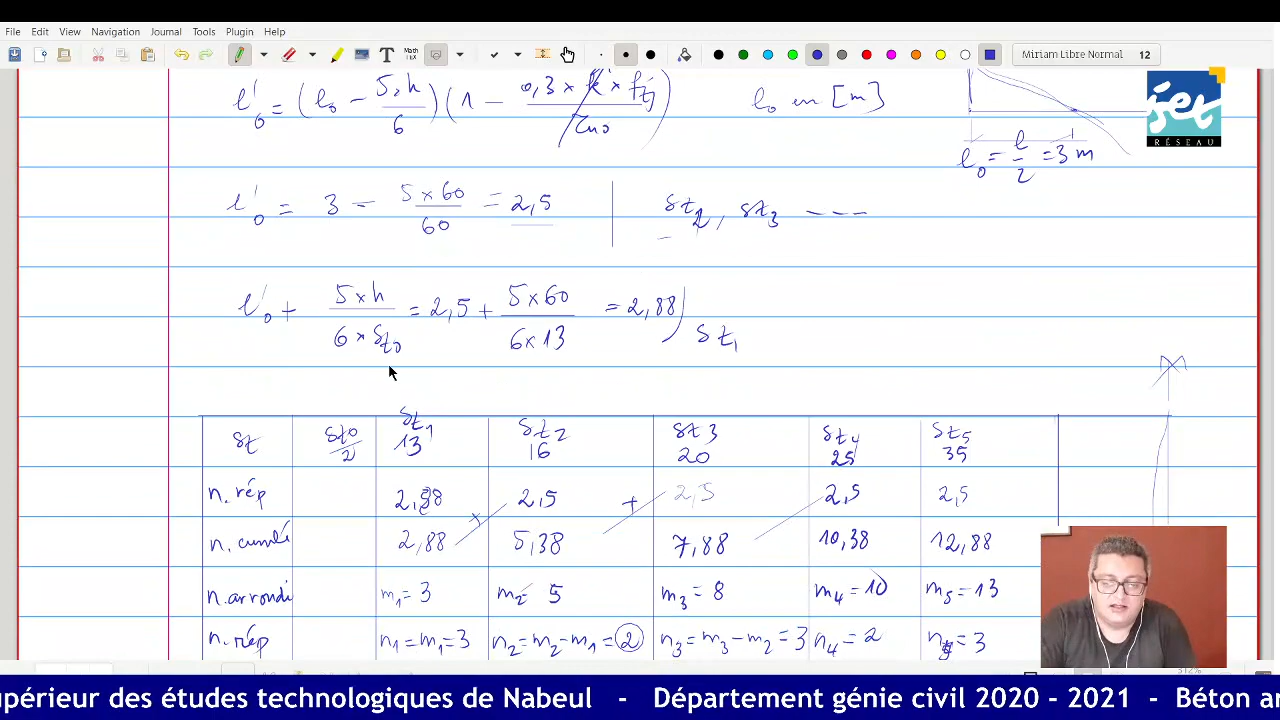 File Edit View Navigation Journal Tools Plugin Help
Miriam Libre Normal 12
l'0 = (l0 - 5.h/6)(1 - 0,3 × k × ftj/τu0) l0 en [m]
iset
RÉSEAU
l0 = l/2 = 3 m
l'0 = 3 - 5 × 60/60 = 2,5 | St2, St3 ----
l'0 + 5 × h/6 × St0 = 2,5 + 5 × 60/6 × 13 = 2,88) St1
St St0/2 St1 13 St2 16 St3 20 St4 25 St5 35
n. rép 2,88 2,5 2,5 2,5 2,5
n. cumulé 2,88 5,38 7,88 10,38 12,88
n. arrondi m1 = 3 m2 = 5 m3 = 8 m4 = 10 m5 = 13
n. rép n1 = m1 = 3 n2 = m2 - m1 = 2 n3 = m3 - m2 = 3 n4 = 2 n5 = 3
upérieur des études technologiques de Nabeul - Département génie civil 2020 - 2021 - Béton ar